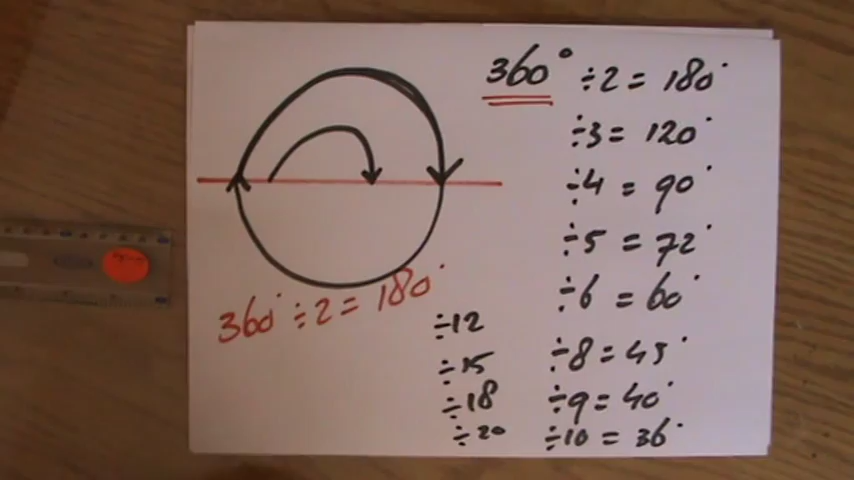 360° ÷2 = 180°
÷3 = 120°
÷4 = 90°
÷5 = 72°
÷6 = 60°
÷8 = 45°
÷9 = 40°
÷10 = 36°
360° ÷2 = 180°
÷12
÷15
÷18
÷20